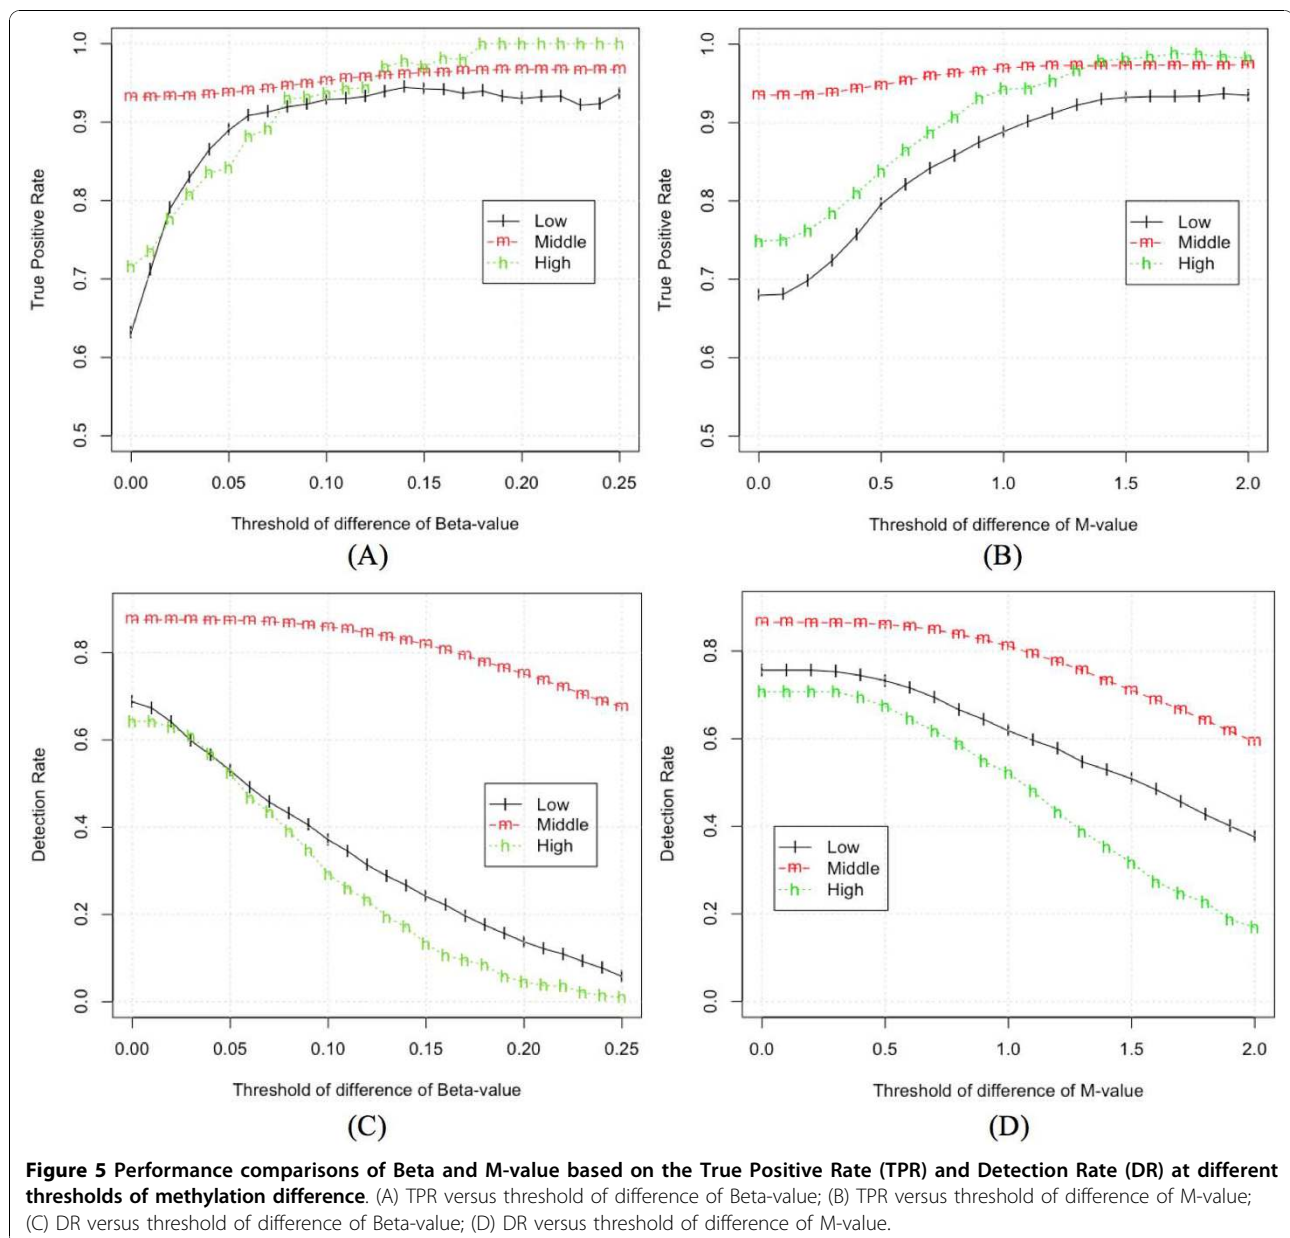 True Positive Rate
1.0
0.9
0.8
0.7
0.6
0.5
Low
Middle
High
0.00 0.05 0.10 0.15 0.20 0.25
Threshold of difference of Beta-value
(A)
True Positive Rate
1.0
0.9
0.8
0.7
0.6
0.5
Low
Middle
High
0.0 0.5 1.0 1.5 2.0
Threshold of difference of M-value
(B)
Detection Rate
0.8
0.6
0.4
0.2
0.0
Low
Middle
High
0.00 0.05 0.10 0.15 0.20 0.25
Threshold of difference of Beta-value
(C)
Detection Rate
0.8
0.6
0.4
0.2
0.0
Low
Middle
High
0.0 0.5 1.0 1.5 2.0
Threshold of difference of M-value
(D)
Figure 5 Performance comparisons of Beta and M-value based on the True Positive Rate (TPR) and Detection Rate (DR) at different
thresholds of methylation difference. (A) TPR versus threshold of difference of Beta-value; (B) TPR versus threshold of difference of M-value;
(C) DR versus threshold of difference of Beta-value; (D) DR versus threshold of difference of M-value.